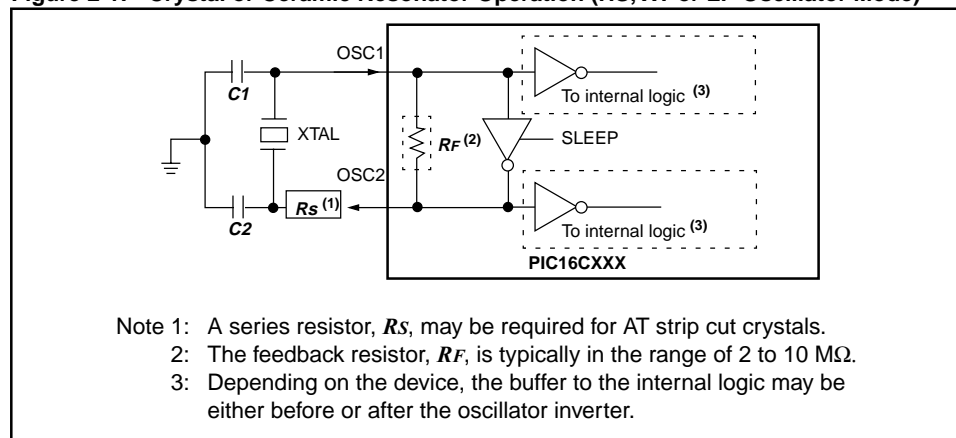 Figure 2-1: Crystal or Ceramic Resonator Operation (HS, XT or LP Oscillator Mode)
OSC1
C1
To internal logic (3)
XTAL
RF (2)
SLEEP
OSC2
RS (1)
C2
To internal logic (3)
PIC16CXXX
Note 1: A series resistor, RS, may be required for AT strip cut crystals.
2: The feedback resistor, RF, is typically in the range of 2 to 10 MΩ.
3: Depending on the device, the buffer to the internal logic may be
either before or after the oscillator inverter.